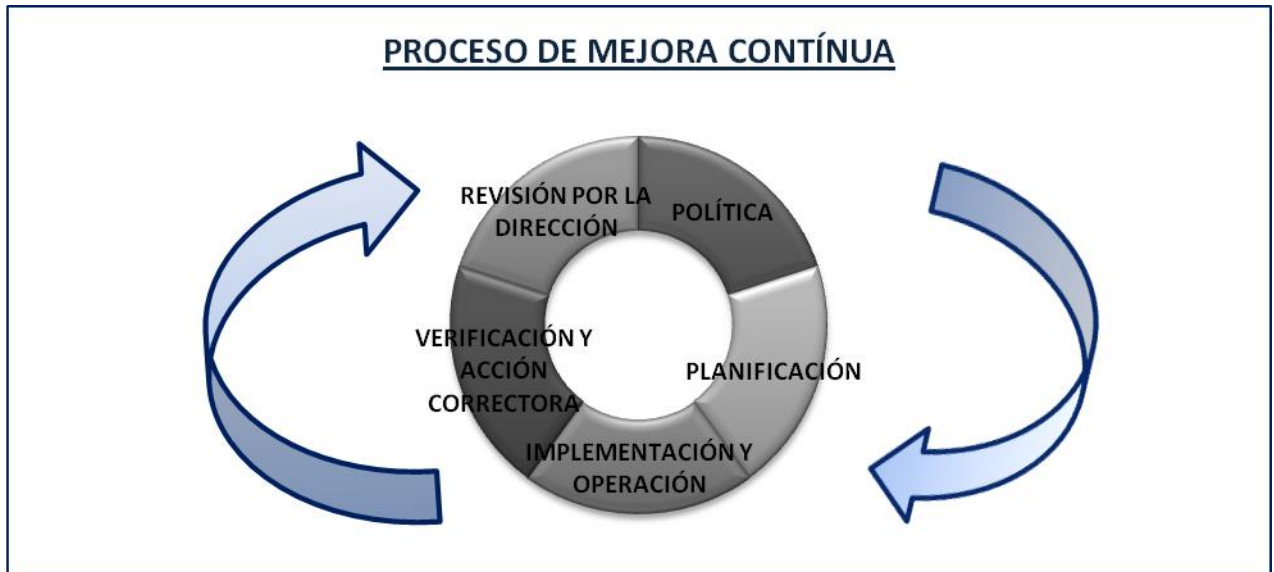 PROCESO DE MEJORA CONTÍNUA
REVISIÓN POR LA
DIRECCIÓN
POLÍTICA
PLANIFICACIÓN
IMPLEMENTACIÓN Y
OPERACIÓN
VERIFICACIÓN Y
ACCIÓN
CORRECTORA